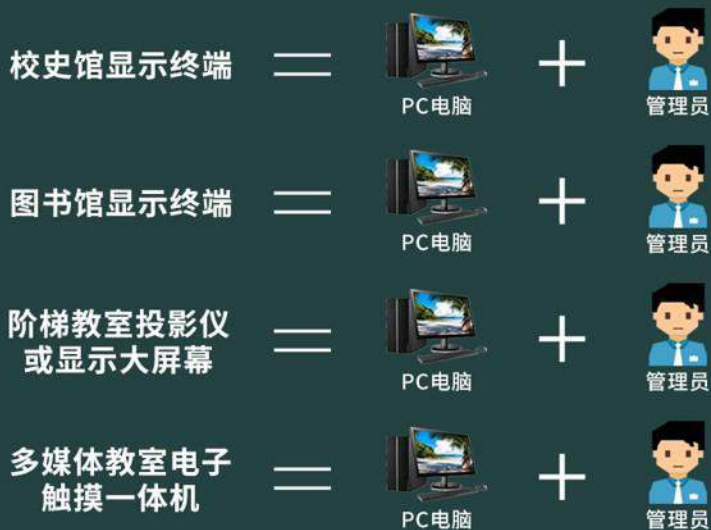 校史馆显示终端
PC电脑
管理员
图书馆显示终端
PC电脑
管理员
阶梯教室投影仪
或显示大屏幕
PC电脑
管理员
多媒体教室电子
触摸一体机
PC电脑
管理员